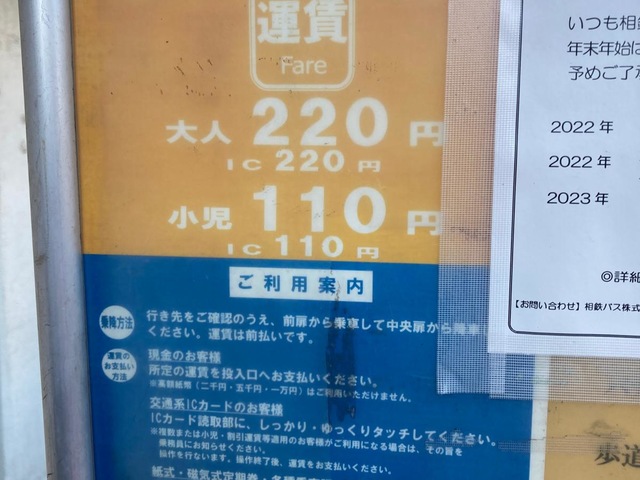 運賃
Fare
大人 220 円
IC 220 円
小児 110 円
IC 110 円
ご利用案内
乗降方法
行き先をご確認のうえ、前扉から乗車して中央扉から降車
ください。運賃は前払いです。
運賃の
お支払い
方法
現金のお客様
所定の運賃を投入口へお支払いください。
※高額紙幣（二千円・五千円・一万円）はご利用いただけません。
交通系ICカードのお客様
ICカード読取部に、しっかり・ゆっくりタッチしてください。
※複数または小児・割引運賃等適用のお客様がご利用になる場合は、その旨を
乗務員にお知らせください。
操作を行ないます。操作終了後、運賃をお支払いください。
紙式・磁気式定期券・各種
いつも相鉄
年末年始は
予めご了承
2022 年
2022 年
2023 年
◎詳細
【お問い合わせ】相鉄バス株式
歩道